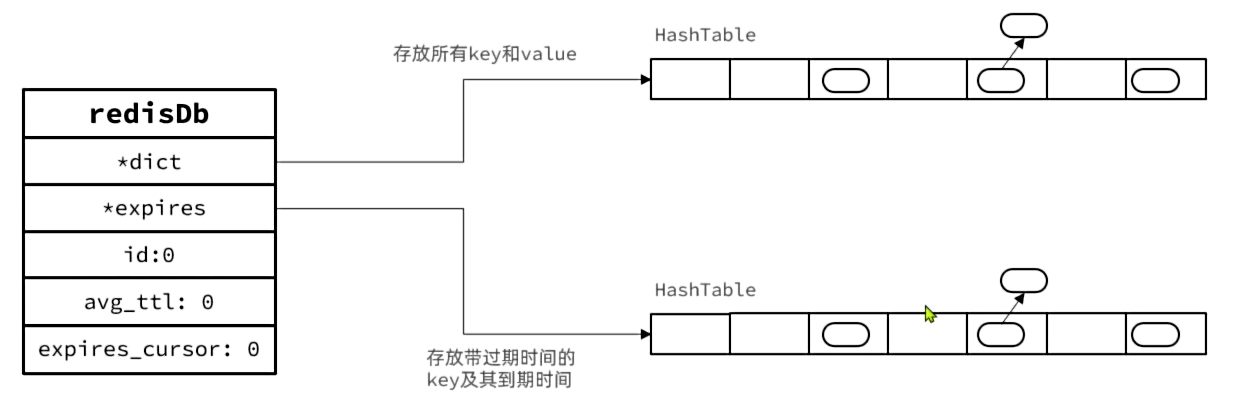 存放所有key和value
HashTable
redisDb
*dict
*expires
id:0
avg_ttl: 0
expires_cursor: 0
HashTable
存放带过期时间的
key及其到期时间